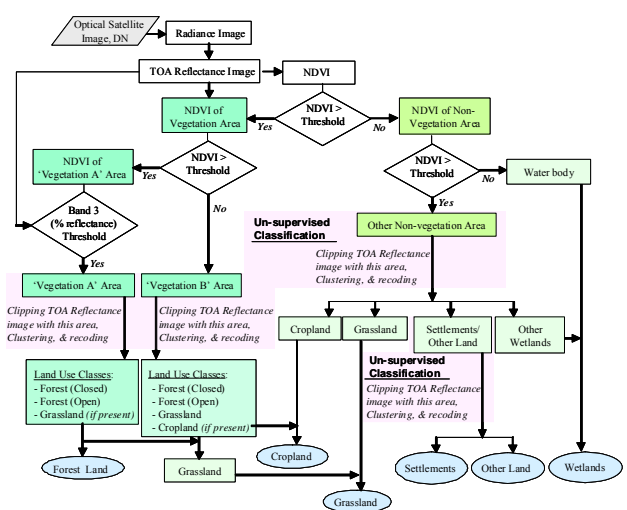 Optical Satellite
Image, DN
Radiance Image
TOA Reflectance Image
NDVI
NDVI of
Vegetation Area
Yes
NDVI >
Threshold
No
NDVI of Non-
Vegetation Area
NDVI of
'Vegetation A' Area
Yes
NDVI >
Threshold
NDVI >
Threshold
No
Water body
No
Yes
Band 3
(% reflectance)
Threshold
Un-supervised
Classification
Other Non-vegetation Area
Yes
Clipping TOA Reflectance
image with this area,
Clustering, & recoding
'Vegetation A' Area
'Vegetation B' Area
Clipping TOA Reflectance
image with this area,
Clustering, & recoding
Clipping TOA Reflectance
image with this area,
Clustering, & recoding
Cropland
Grassland
Settlements/
Other Land
Other
Wetlands
Un-supervised
Classification
Clipping TOA Reflectance
image with this area,
Clustering, & recoding
Land Use Classes:
- Forest (Closed)
- Forest (Open)
- Grassland (if present)
Land Use Classes:
- Forest (Closed)
- Forest (Open)
- Grassland
- Cropland (if present)
Forest Land
Grassland
Cropland
Settlements
Other Land
Wetlands
Grassland